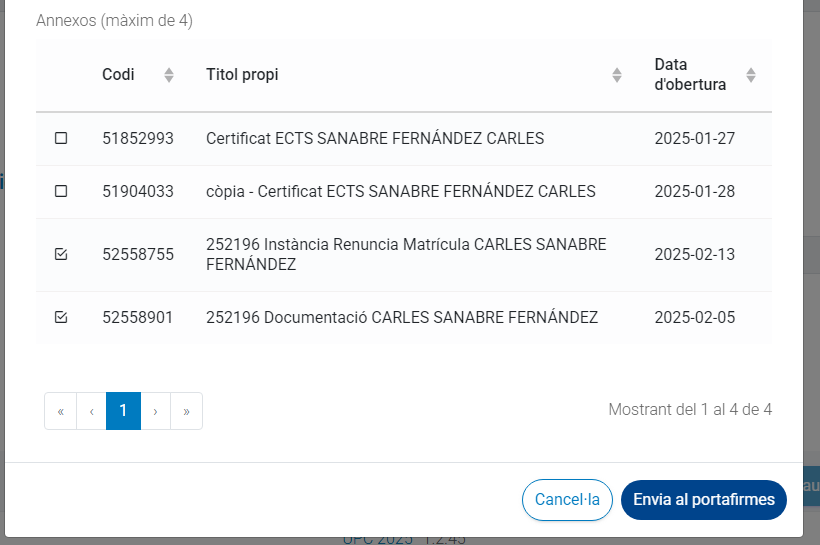 Annexos (màxim de 4)
Codi Titol propi Data
d'obertura
51852993 Certificat ECTS SANABRE FERNÁNDEZ CARLES 2025-01-27
51904033 còpia - Certificat ECTS SANABRE FERNÁNDEZ CARLES 2025-01-28
52558755 252196 Instància Renuncia Matrícula CARLES SANABRE
FERNÁNDEZ 2025-02-13
52558901 252196 Documentació CARLES SANABRE FERNÁNDEZ 2025-02-05
« ‹ 1 › » Mostrant del 1 al 4 de 4
Cancel·la Envia al portafirmes
UPC 2025 1.2.45